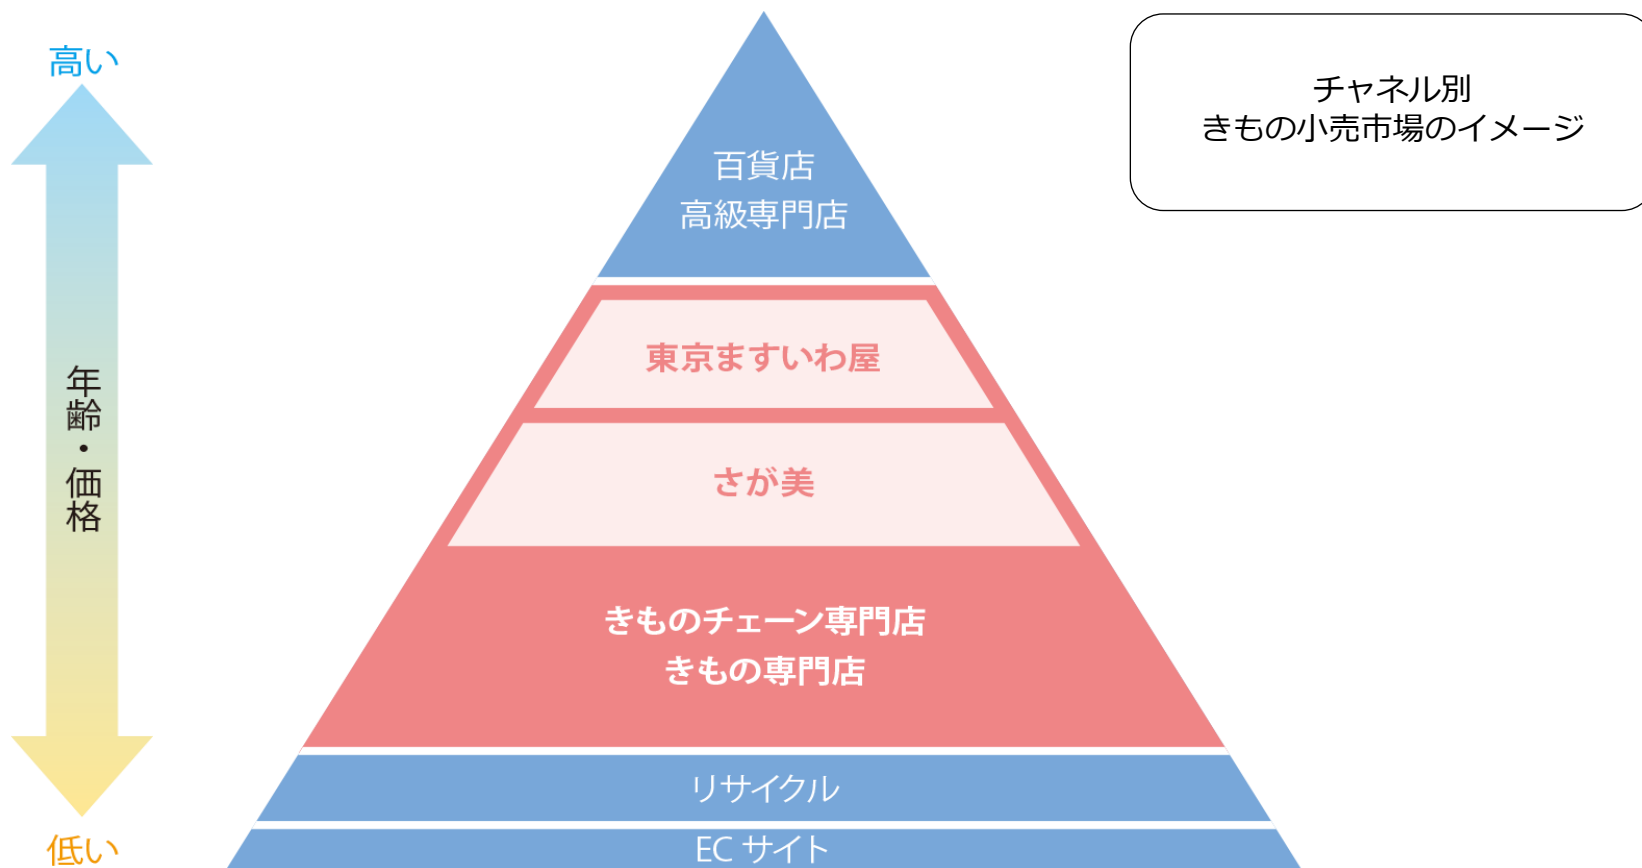 チャネル別
きもの小売市場のイメージ
高い
年齢・価格
低い
百貨店
高級専門店
東京ますいわ屋
さが美
きものチェーン専門店
きもの専門店
リサイクル
EC サイト